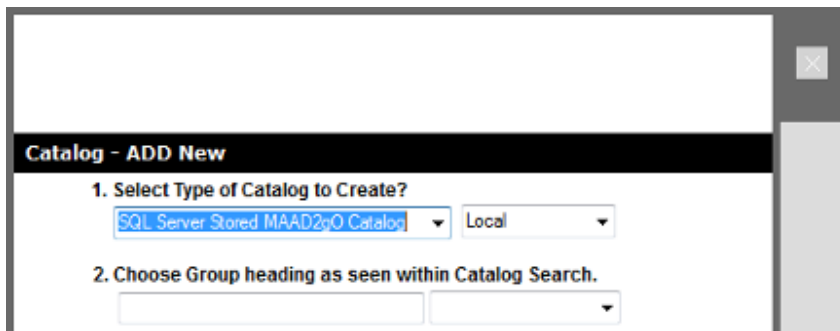 Catalog - ADD New
1. Select Type of Catalog to Create?
SQL Server Stored MAAD2gO Catalog Local
2. Choose Group heading as seen within Catalog Search.